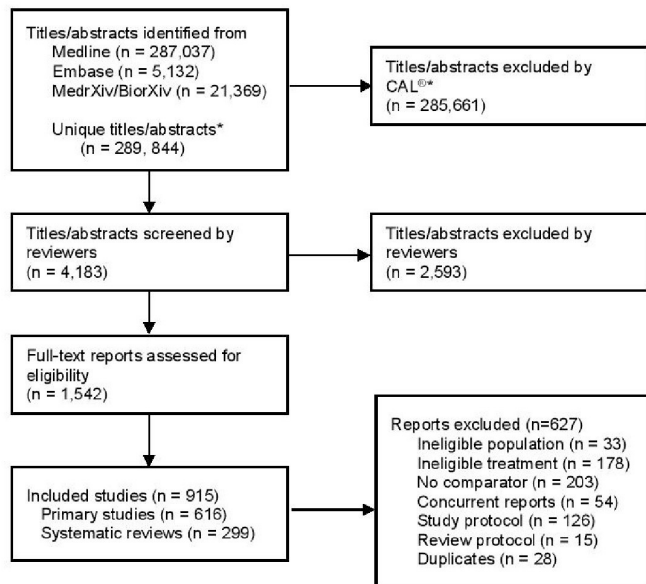 Titles/abstracts identified from
Medline (n = 287,037)
Embase (n = 5,132)
MedrXiv/BiorXiv (n = 21,369)
Unique titles/abstracts*
(n = 289, 844)
Titles/abstracts excluded by
CAL®*
(n = 285,661)
Titles/abstracts screened by
reviewers
(n = 4,183)
Titles/abstracts excluded by
reviewers
(n = 2,593)
Full-text reports assessed for
eligibility
(n = 1,542)
Included studies (n = 915)
Primary studies (n = 616)
Systematic reviews (n = 299)
Reports excluded (n=627)
Ineligible population (n = 33)
Ineligible treatment (n = 178)
No comparator (n = 203)
Concurrent reports (n = 54)
Study protocol (n = 126)
Review protocol (n = 15)
Duplicates (n = 28)